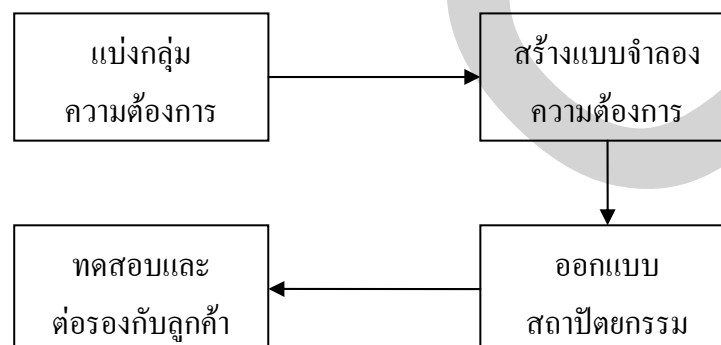 แบ่งกลุ่ม
ความต้องการ
สร้างแบบจำลอง
ความต้องการ
ทดสอบและ
ต่อรองกับลูกค้า
ออกแบบ
สถาปัตยกรรม